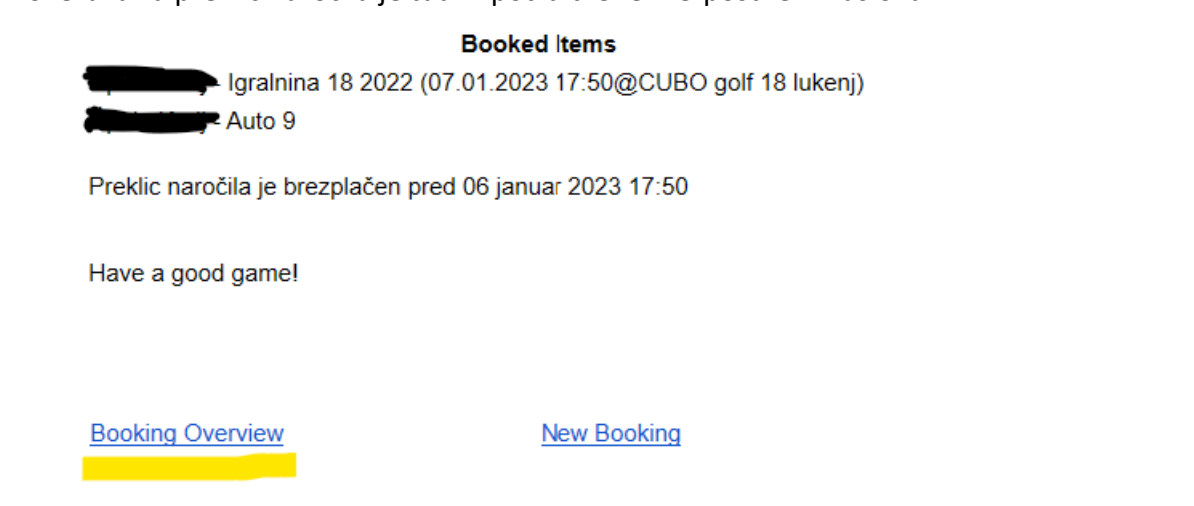 Booked Items
- Igralnina 18 2022 (07.01.2023 17:50@CUBO golf 18 lukenj)
- Auto 9
Preklic naročila je brezplačen pred 06 januar 2023 17:50
Have a good game!
Booking Overview
New Booking